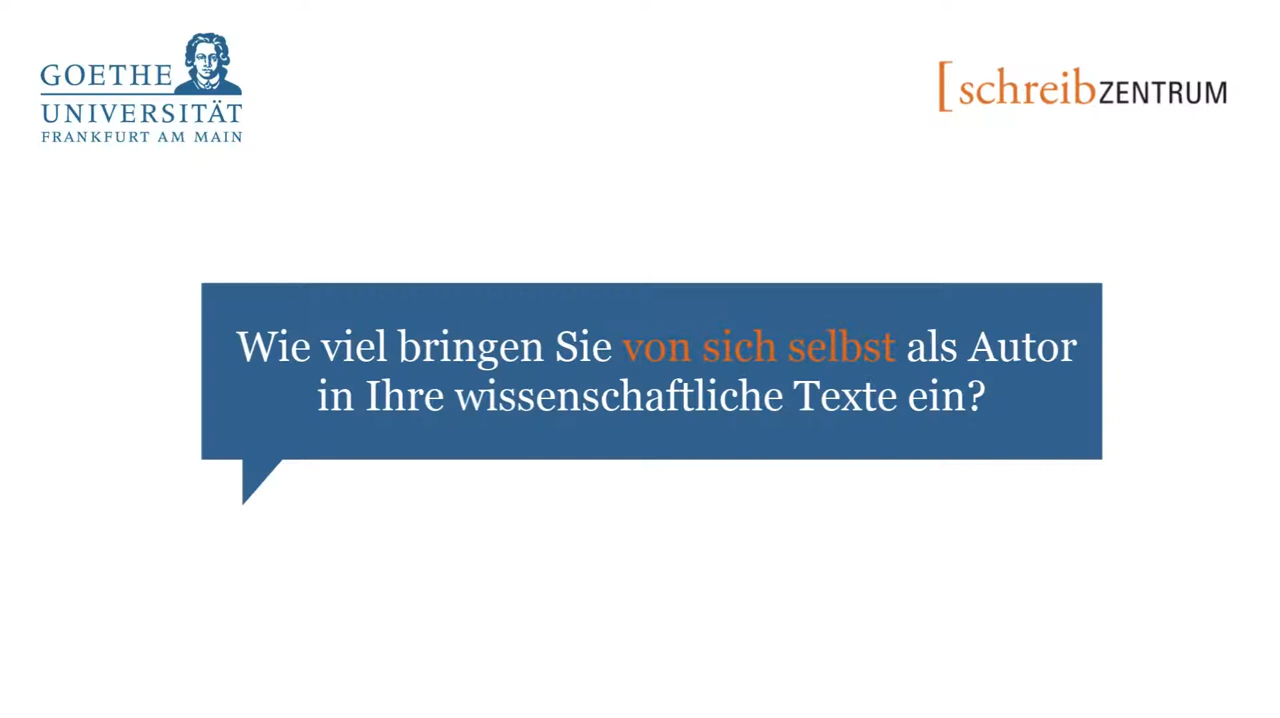 GOETHE
UNIVERSITÄT
FRANKFURT AM MAIN
[schreibZENTRUM
Wie viel bringen Sie von sich selbst als Autor
in Ihre wissenschaftliche Texte ein?